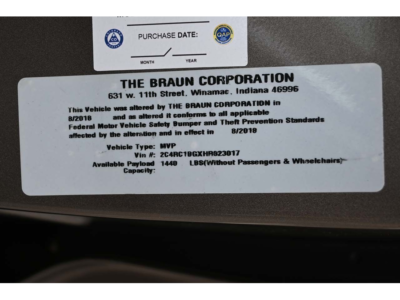 PURCHASE DATE:
MONTH YEAR
THE BRAUN CORPORATION
631 w. 11th Street, Winamac, Indiana 46996
This Vehicle was altered by THE BRAUN CORPORATION in
8/2018 and as altered it conforms to all applicable
Federal Motor Vehicle Safety Bumper and Theft Prevention Standards
affected by the alteration and in effect in 8/2018
Vehicle Type: MVP
Vin #: 2C4RC1GGXHR823017
Available Payload 1440 LBS(Without Passengers & Wheelchairs)
Capacity: